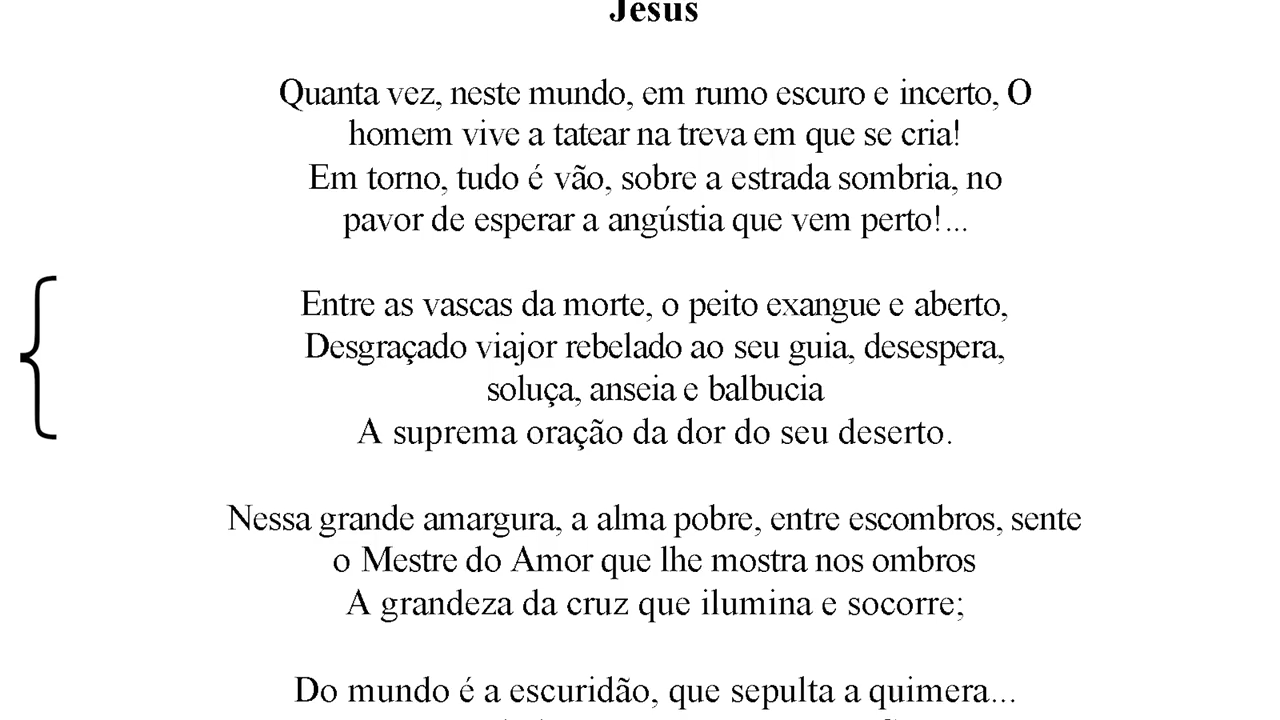 Jesus
Quanta vez, neste mundo, em rumo escuro e incerto, O
homem vive a tatear na treva em que se cria!
Em torno, tudo é vão, sobre a estrada sombria, no
pavor de esperar a angústia que vem perto!...
Entre as vascas da morte, o peito exangue e aberto,
Desgraçado viajor rebelado ao seu guia, desespera,
soluça, anseia e balbucia
A suprema oração da dor do seu deserto.
Nessa grande amargura, a alma pobre, entre escombros, sente
o Mestre do Amor que lhe mostra nos ombros
A grandeza da cruz que ilumina e socorre;
Do mundo é a escuridão, que sepulta a quimera...